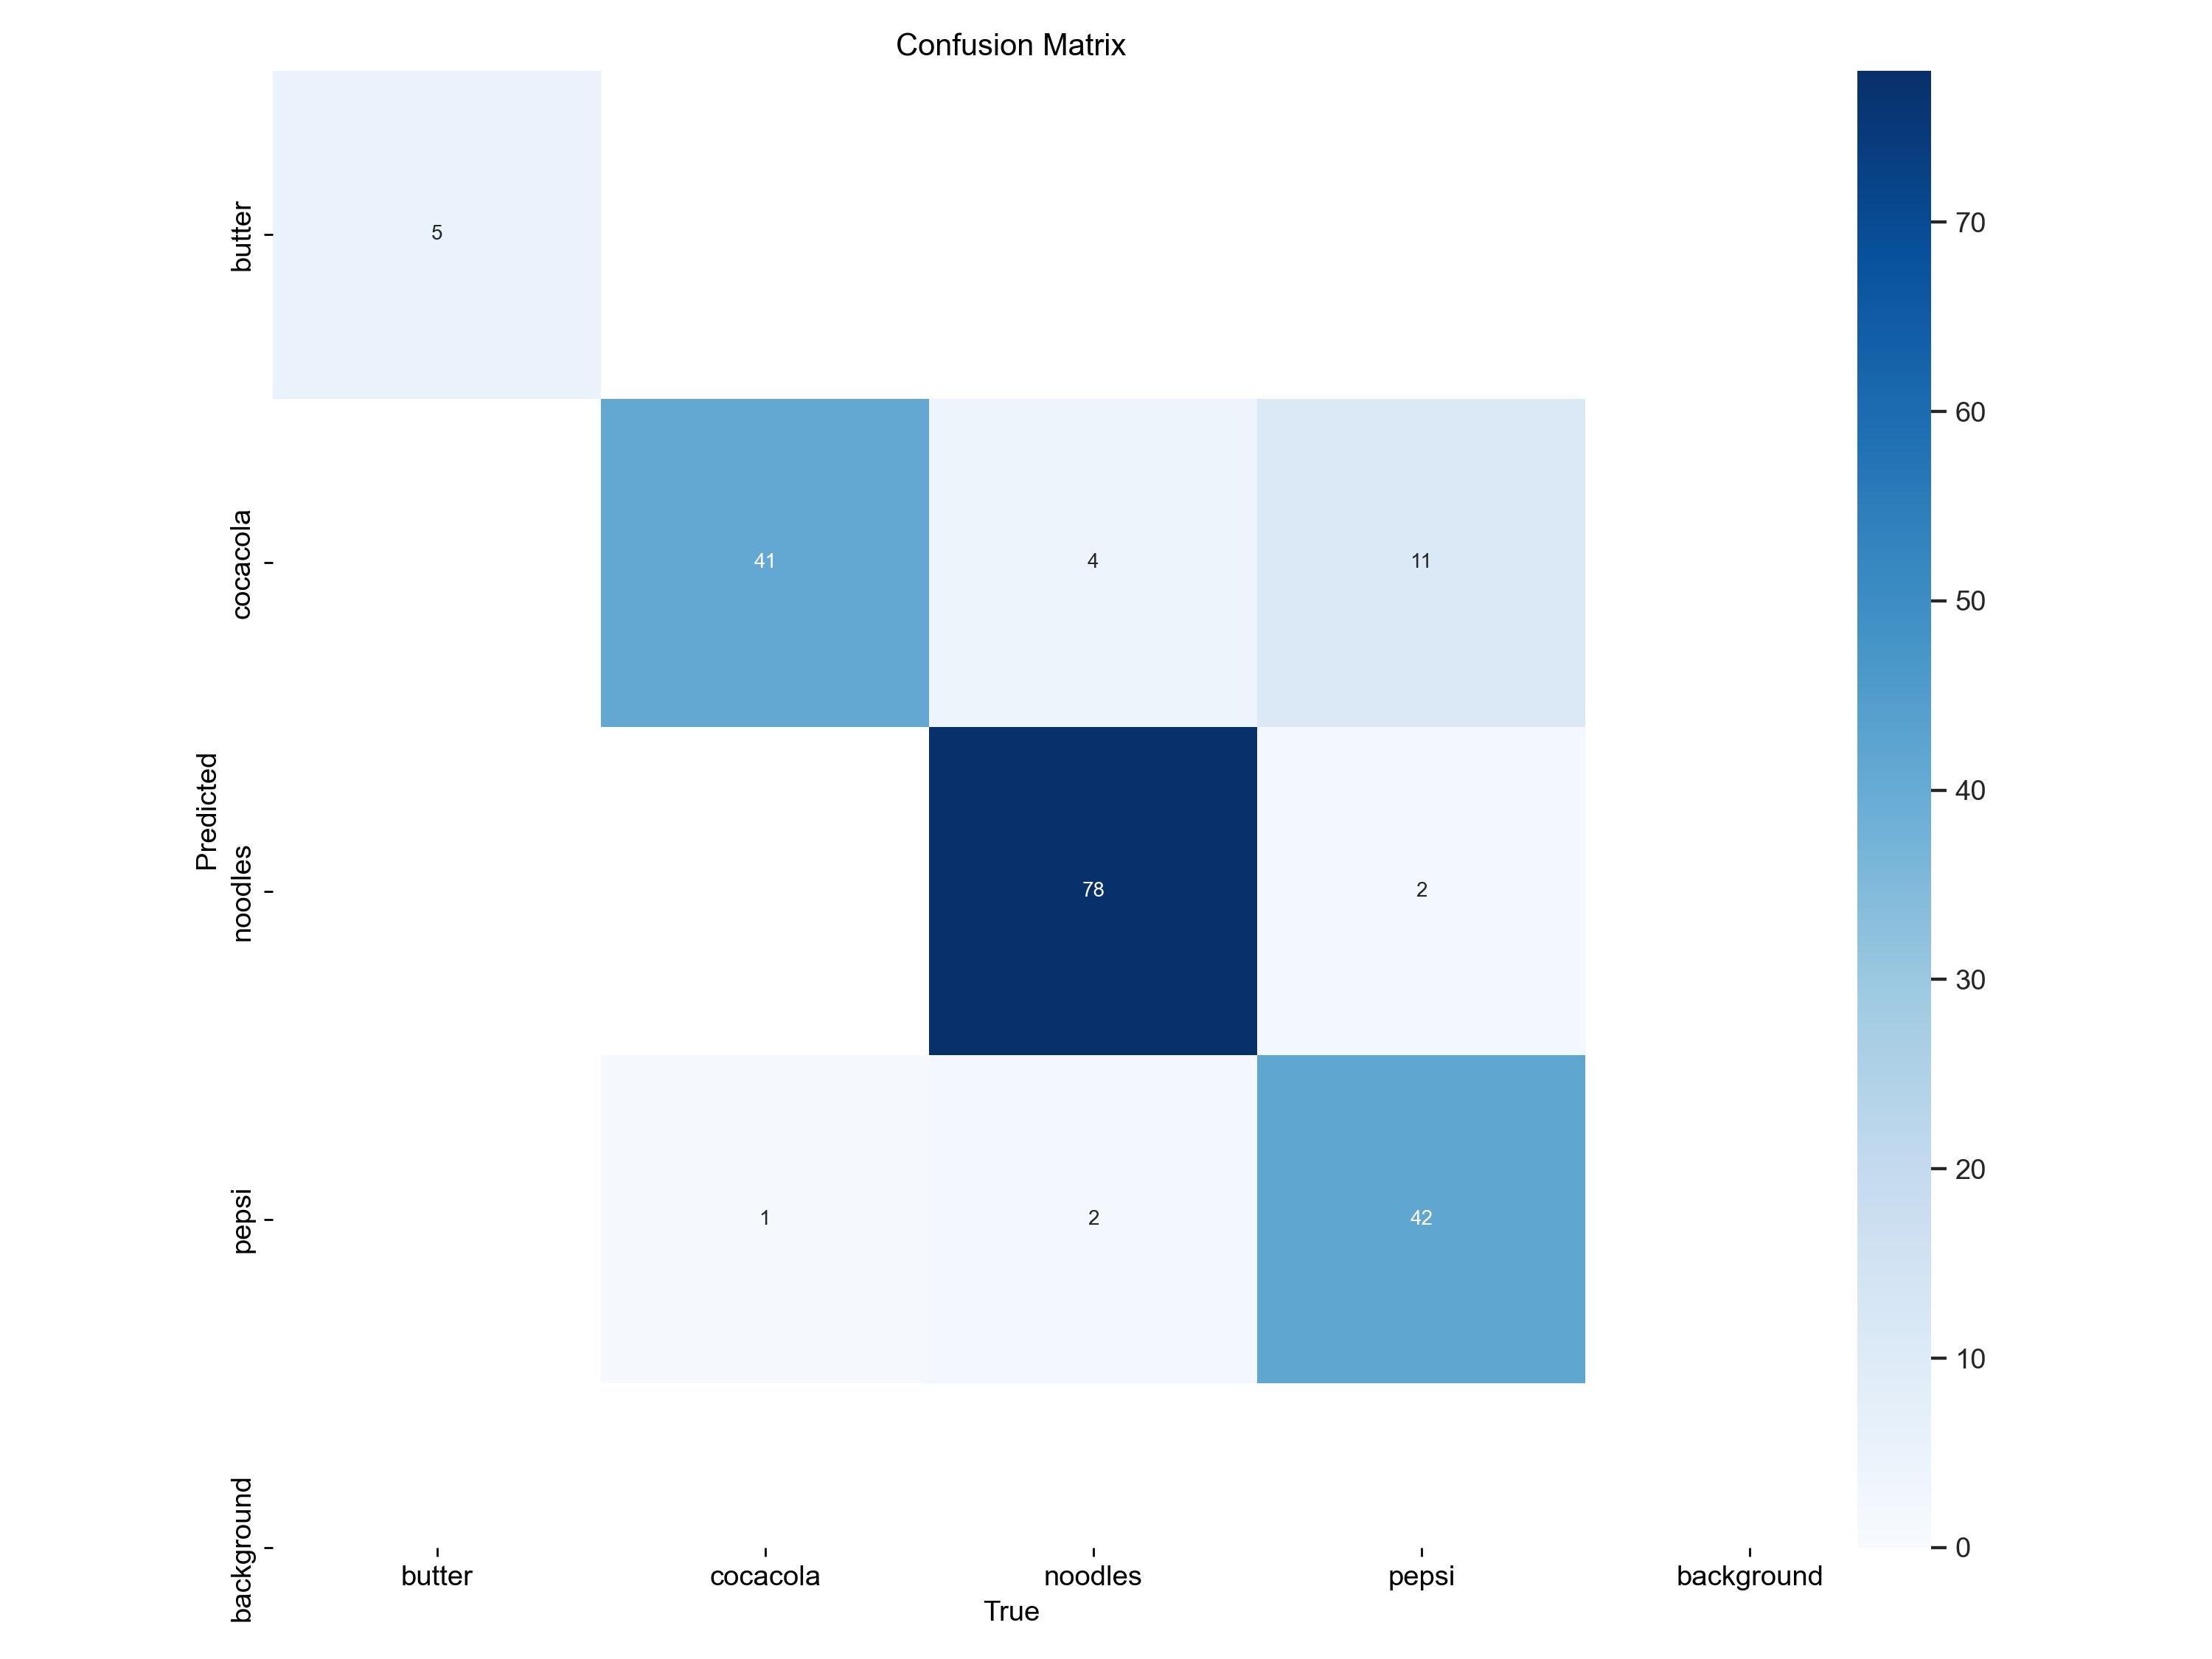 Confusion Matrix
butter
5
cocacola
41 4 11
noodles
78 2
pepsi
1 2 42
background
Predicted
butter cocacola noodles pepsi background
True
70
60
50
40
30
20
10
0